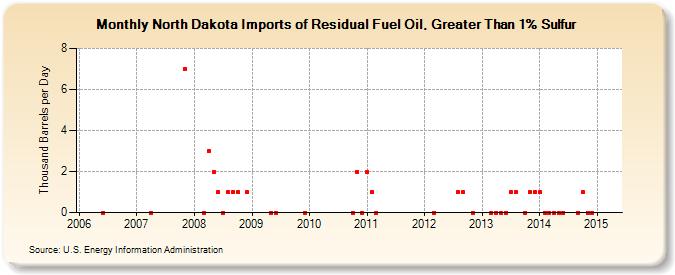 Monthly North Dakota Imports of Residual Fuel Oil, Greater Than 1% Sulfur
Thousand Barrels per Day
8
6
4
2
0
2006 2007 2008 2009 2010 2011 2012 2013 2014 2015
Source: U.S. Energy Information Administration